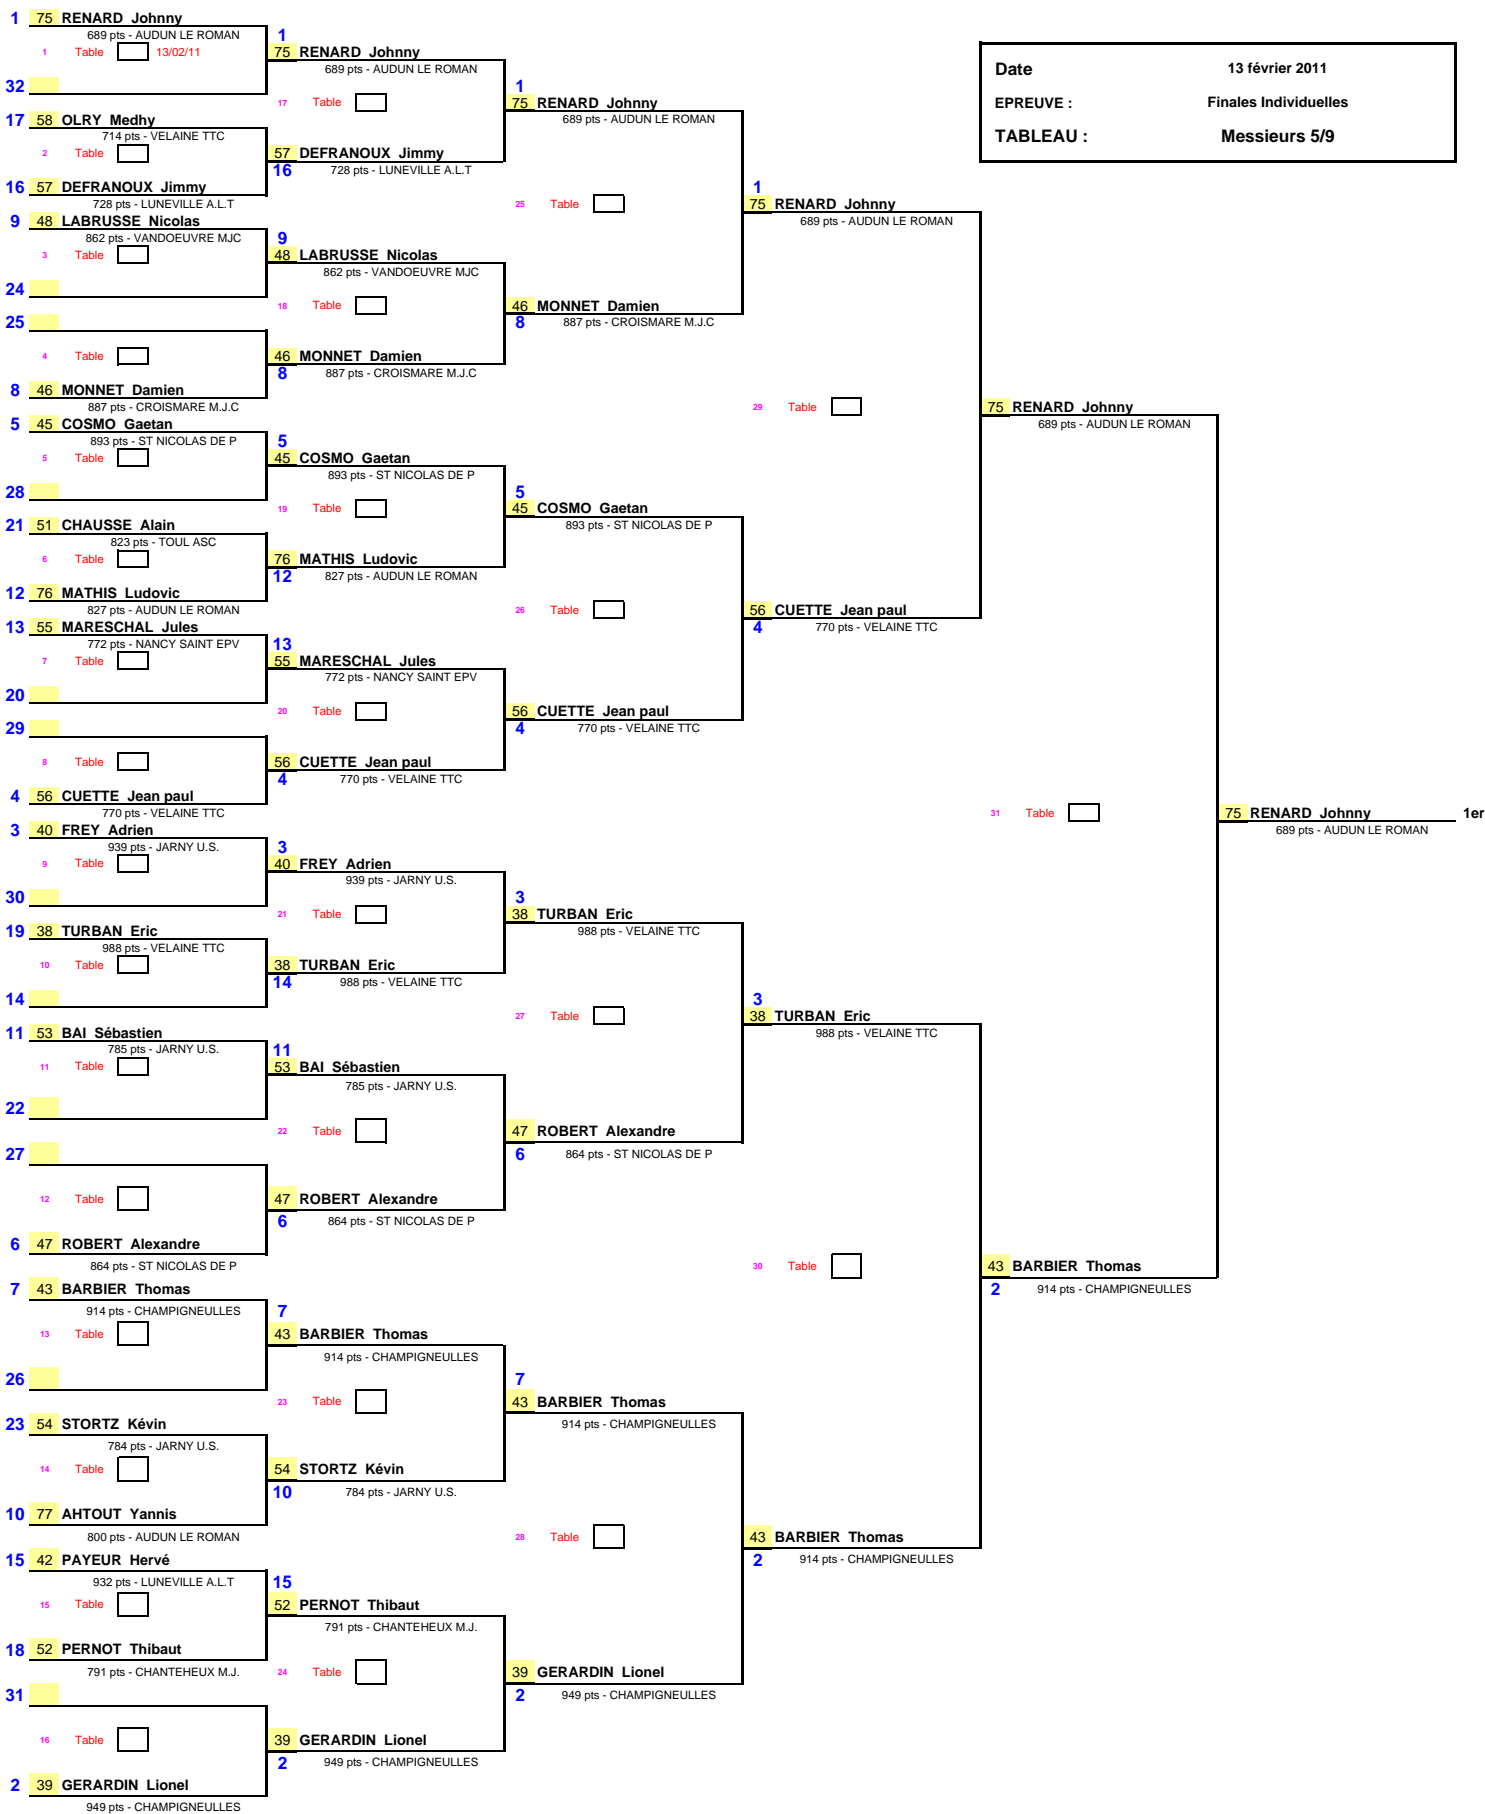 1 75 RENARD Johnny
689 pts - AUDUN LE ROMAN
1 Table 13/02/11
32
17 58 OLRY Medhy
714 pts - VELAINE TTC
2 Table
16 57 DEFRANOUX Jimmy
728 pts - LUNEVILLE A.L.T
9 48 LABRUSSE Nicolas
862 pts - VANDOEUVRE MJC
3 Table
24
25
4 Table
8 46 MONNET Damien
887 pts - CROISMARE M.J.C
5 45 COSMO Gaetan
893 pts - ST NICOLAS DE P
5 Table
28
21 51 CHAUSSE Alain
823 pts - TOUL ASC
6 Table
12 76 MATHIS Ludovic
827 pts - AUDUN LE ROMAN
13 55 MARESCHAL Jules
772 pts - NANCY SAINT EPV
7 Table
20
29
8 Table
4 56 CUETTE Jean paul
770 pts - VELAINE TTC
3 40 FREY Adrien
939 pts - JARNY U.S.
9 Table
30
19 38 TURBAN Eric
988 pts - VELAINE TTC
10 Table
14
11 53 BAI Sébastien
785 pts - JARNY U.S.
11 Table
22
27
12 Table
6 47 ROBERT Alexandre
864 pts - ST NICOLAS DE P
7 43 BARBIER Thomas
914 pts - CHAMPIGNEULLES
13 Table
26
23 54 STORTZ Kévin
784 pts - JARNY U.S.
14 Table
10 77 AHTOUT Yannis
800 pts - AUDUN LE ROMAN
15 42 PAYEUR Hervé
932 pts - LUNEVILLE A.L.T
15 Table
18 52 PERNOT Thibaut
791 pts - CHANTEHEUX M.J.
31
16 Table
2 39 GERARDIN Lionel
949 pts - CHAMPIGNEULLES
1
75 RENARD Johnny
689 pts - AUDUN LE ROMAN
17 Table
57 DEFRANOUX Jimmy
16 728 pts - LUNEVILLE A.L.T
9
48 LABRUSSE Nicolas
862 pts - VANDOEUVRE MJC
18 Table
46 MONNET Damien
8 887 pts - CROISMARE M.J.C
5
45 COSMO Gaetan
893 pts - ST NICOLAS DE P
19 Table
76 MATHIS Ludovic
12 827 pts - AUDUN LE ROMAN
13
55 MARESCHAL Jules
772 pts - NANCY SAINT EPV
20 Table
56 CUETTE Jean paul
4 770 pts - VELAINE TTC
3
40 FREY Adrien
939 pts - JARNY U.S.
21 Table
38 TURBAN Eric
14 988 pts - VELAINE TTC
11
53 BAI Sébastien
785 pts - JARNY U.S.
22 Table
47 ROBERT Alexandre
6 864 pts - ST NICOLAS DE P
7
43 BARBIER Thomas
914 pts - CHAMPIGNEULLES
23 Table
54 STORTZ Kévin
10 784 pts - JARNY U.S.
15
52 PERNOT Thibaut
791 pts - CHANTEHEUX M.J.
24 Table
39 GERARDIN Lionel
2 949 pts - CHAMPIGNEULLES
1
75 RENARD Johnny
689 pts - AUDUN LE ROMAN
25 Table
46 MONNET Damien
8 887 pts - CROISMARE M.J.C
5
45 COSMO Gaetan
893 pts - ST NICOLAS DE P
26 Table
56 CUETTE Jean paul
4 770 pts - VELAINE TTC
3
38 TURBAN Eric
988 pts - VELAINE TTC
27 Table
47 ROBERT Alexandre
6 864 pts - ST NICOLAS DE P
7
43 BARBIER Thomas
914 pts - CHAMPIGNEULLES
28 Table
39 GERARDIN Lionel
2 949 pts - CHAMPIGNEULLES
1
75 RENARD Johnny
689 pts - AUDUN LE ROMAN
29 Table
56 CUETTE Jean paul
4 770 pts - VELAINE TTC
3
38 TURBAN Eric
988 pts - VELAINE TTC
30 Table
43 BARBIER Thomas
2 914 pts - CHAMPIGNEULLES
Date 13 février 2011
EPREUVE : Finales Individuelles
TABLEAU : Messieurs 5/9
75 RENARD Johnny
689 pts - AUDUN LE ROMAN
31 Table
43 BARBIER Thomas
2 914 pts - CHAMPIGNEULLES
75 RENARD Johnny 1er
689 pts - AUDUN LE ROMAN